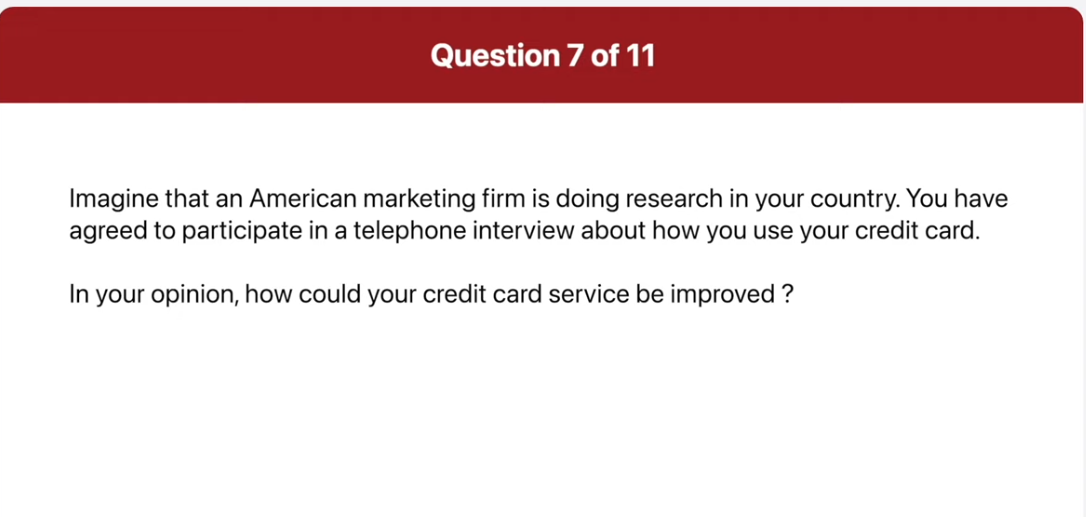 Question 7 of 11
Imagine that an American marketing firm is doing research in your country. You have
agreed to participate in a telephone interview about how you use your credit card.
In your opinion, how could your credit card service be improved ?